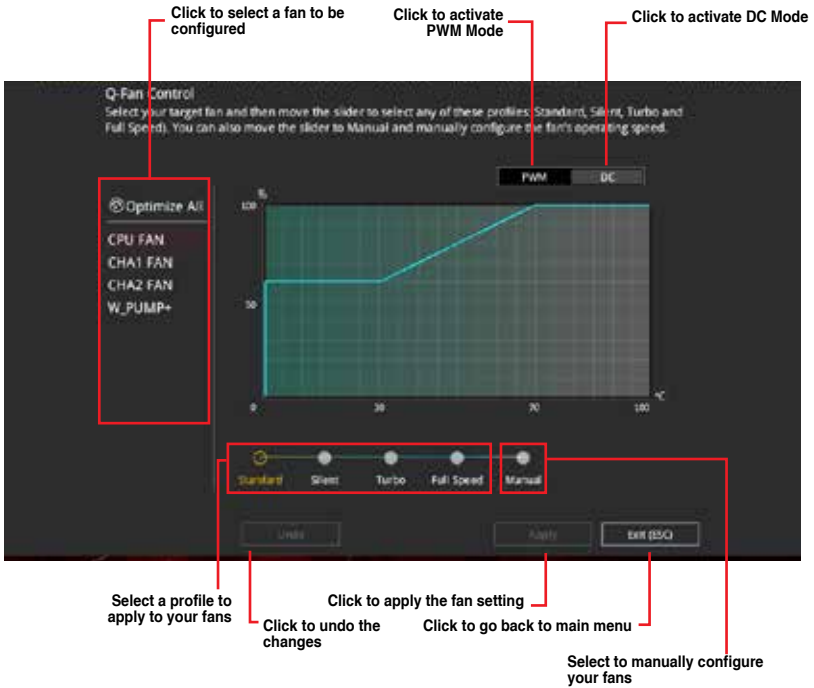 Click to select a fan to be
configured
Click to activate
PWM Mode
Click to activate DC Mode
Q-Fan Control
Select your target fan and then move the slider to select any of these profiles: Standard, Silent, Turbo and
Full Speed). You can also move the slider to Manual and manually configure the fan's operating speed.
PWM
DC
Optimize All
CPU FAN
CHA1 FAN
CHA2 FAN
W_PUMP+
%
100
50
0
30
70
100
°C
Standard
Silent
Turbo
Full Speed
Manual
Undo
Apply
Exit (ESC)
Select a profile to
apply to your fans
Click to undo the
changes
Click to apply the fan setting
Click to go back to main menu
Select to manually configure
your fans